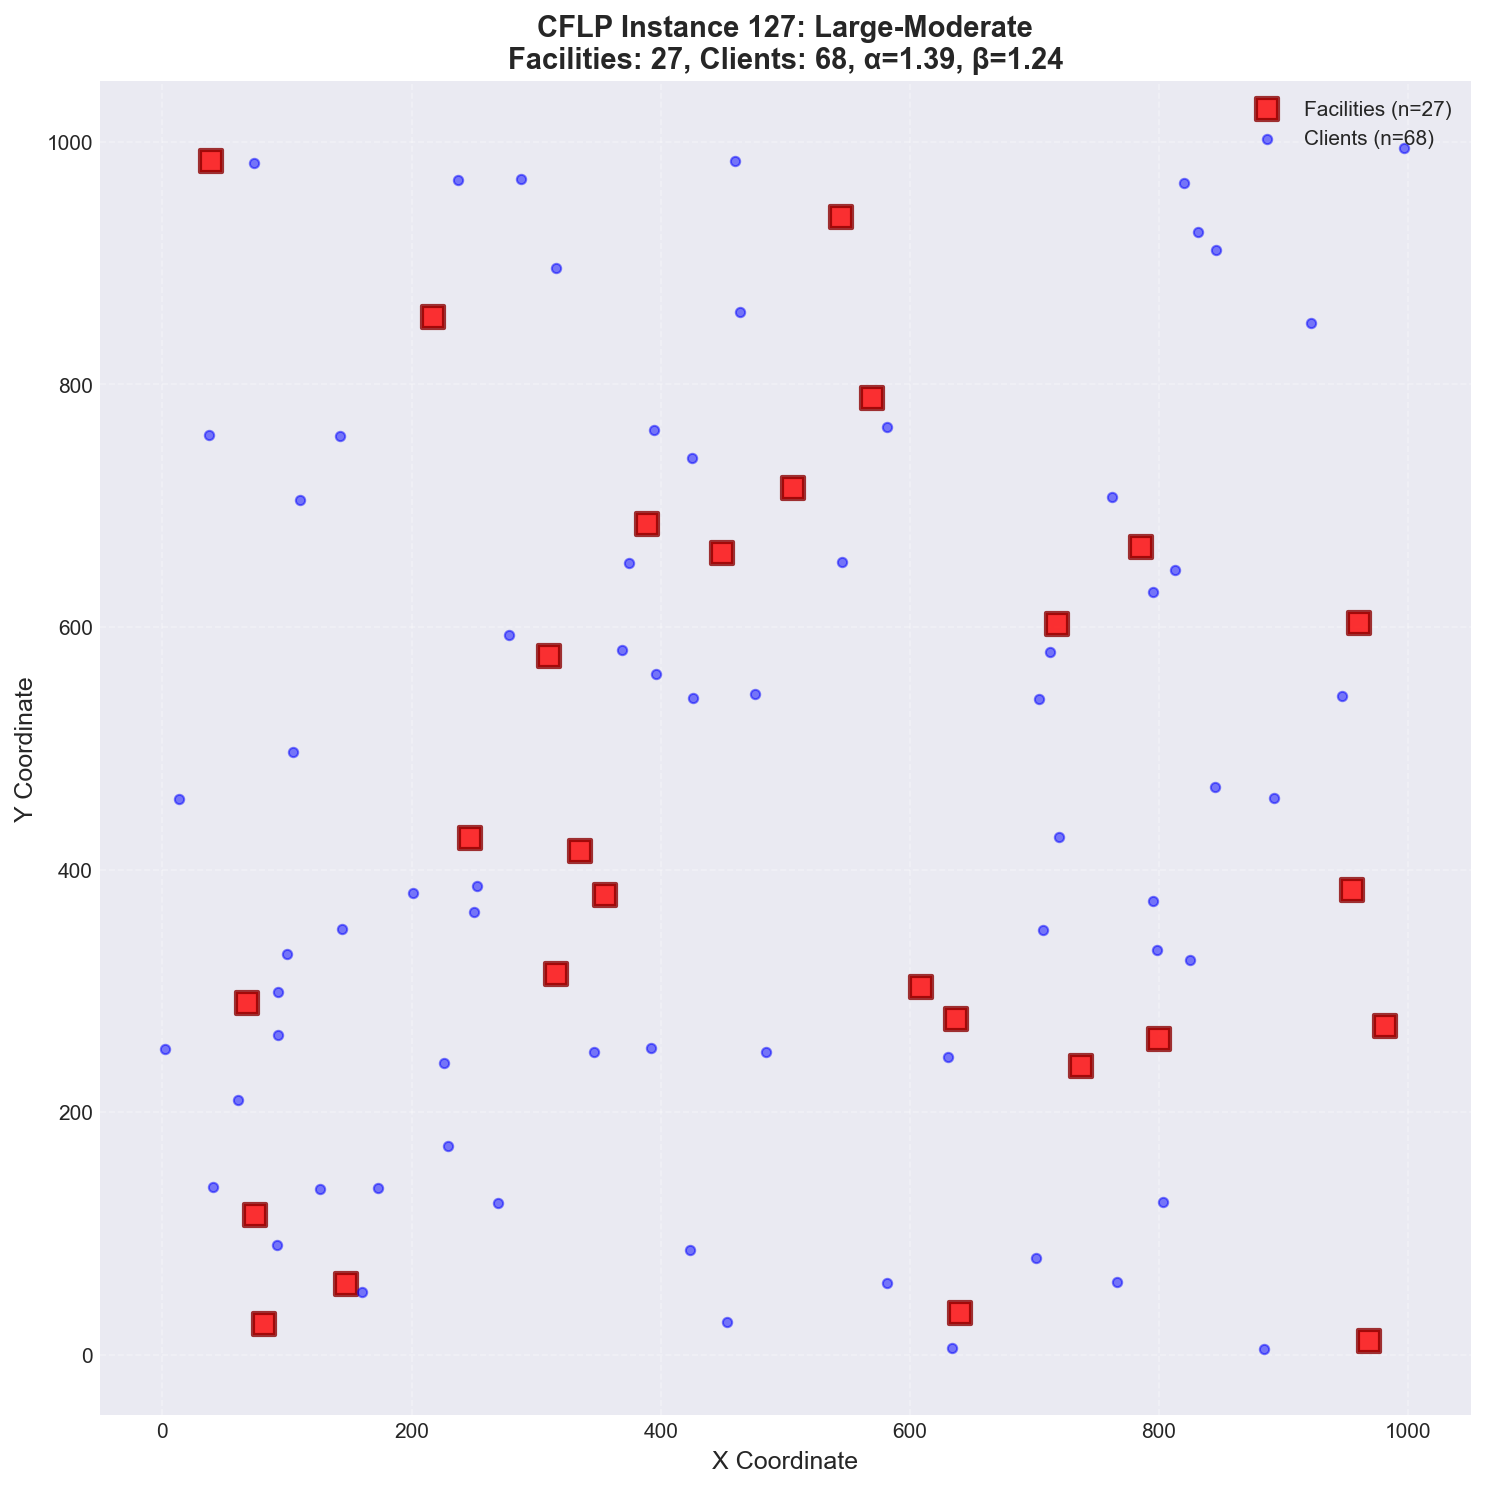 CFLP Instance 127: Large-Moderate
Facilities: 27, Clients: 68, α=1.39, β=1.24
Facilities (n=27)
Clients (n=68)
Y Coordinate
1000
800
600
400
200
0
0 200 400 600 800 1000
X Coordinate